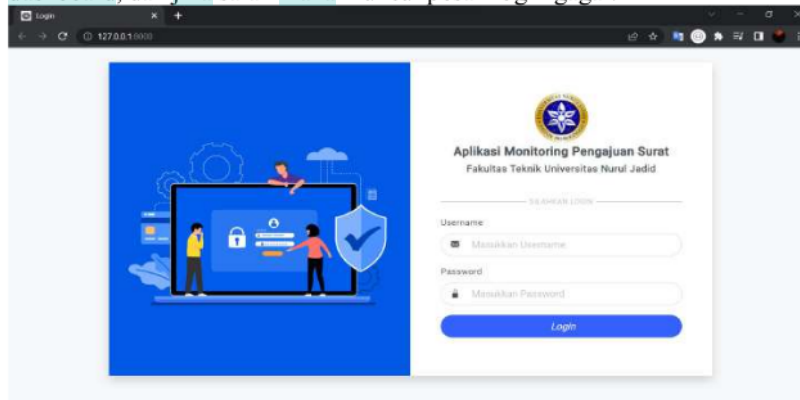 Login
127.0.0.1:8000
Aplikasi Monitoring Pengajuan Surat
Fakultas Teknik Universitas Nurul Jadid
SILAHKAN LOGIN
Username
Masukkan Username
Password
Masukkan Password
Login